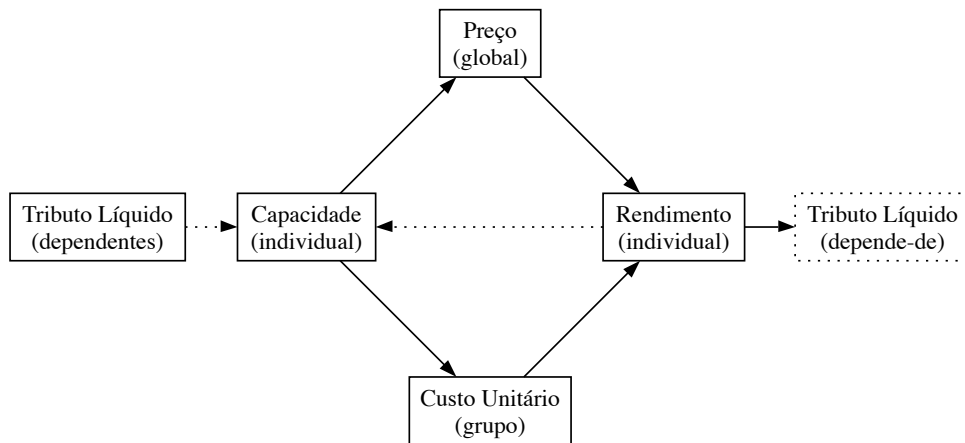 Preço
(global)
Tributo Líquido
(dependentes)
Capacidade
(individual)
Rendimento
(individual)
Tributo Líquido
(depende-de)
Custo Unitário
(grupo)